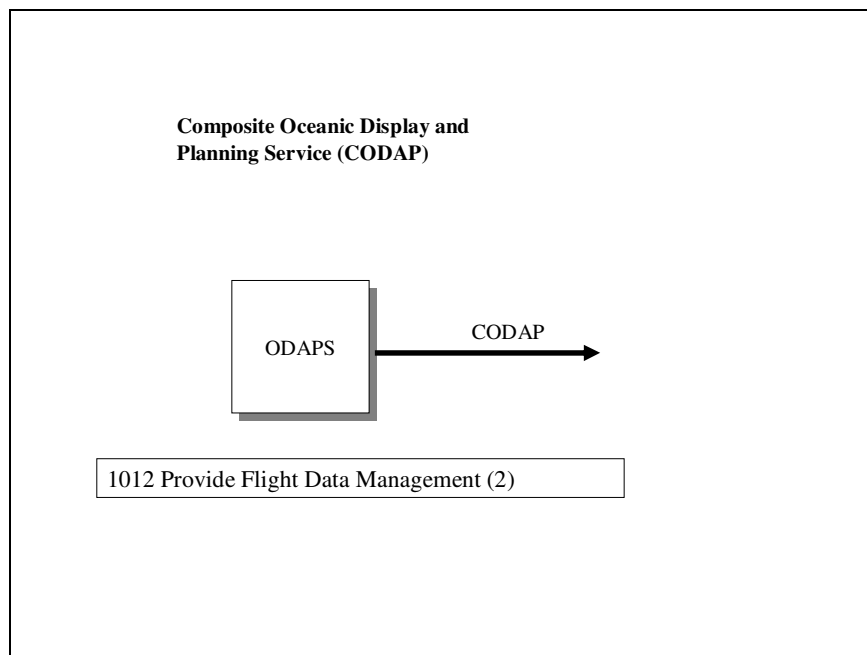 Composite Oceanic Display and
Planning Service (CODAP)
CODAP
ODAPS
1012 Provide Flight Data Management (2)